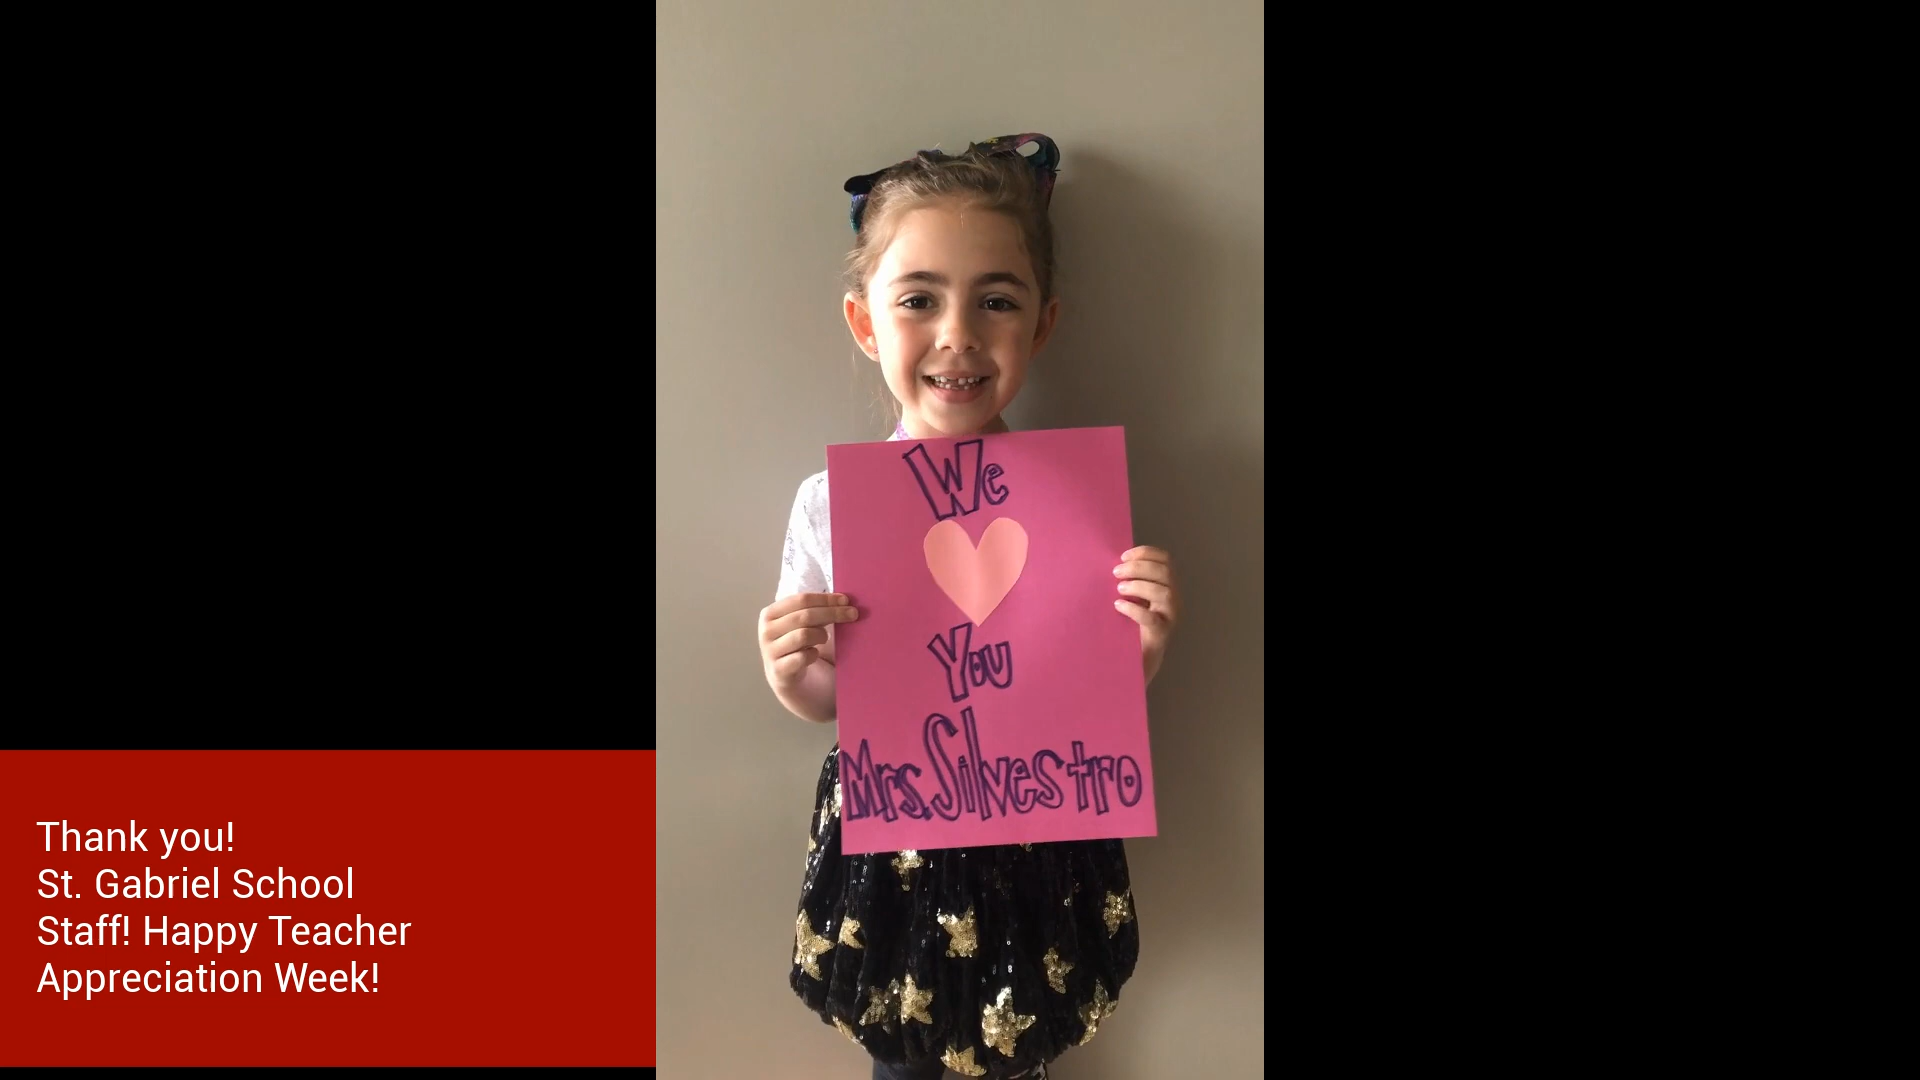 We
You
Mrs. Silvestro
Thank you!
St. Gabriel School
Staff! Happy Teacher
Appreciation Week!